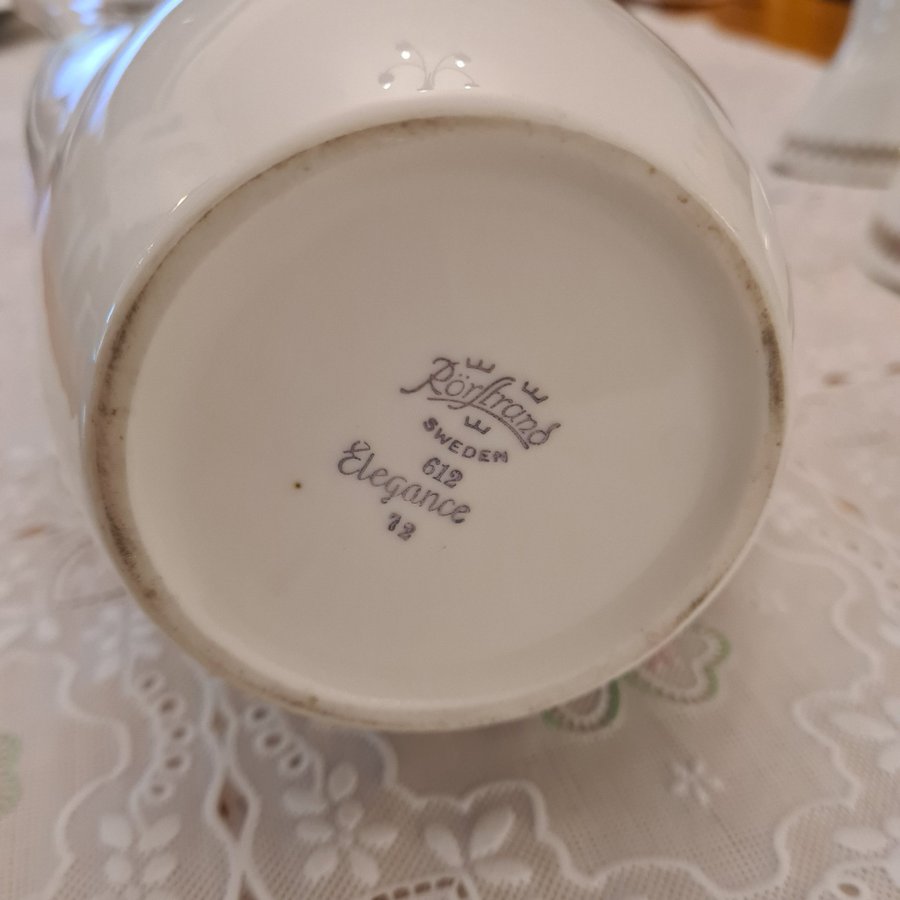 Rörstrand
SWEDEN
612
Elegance
72